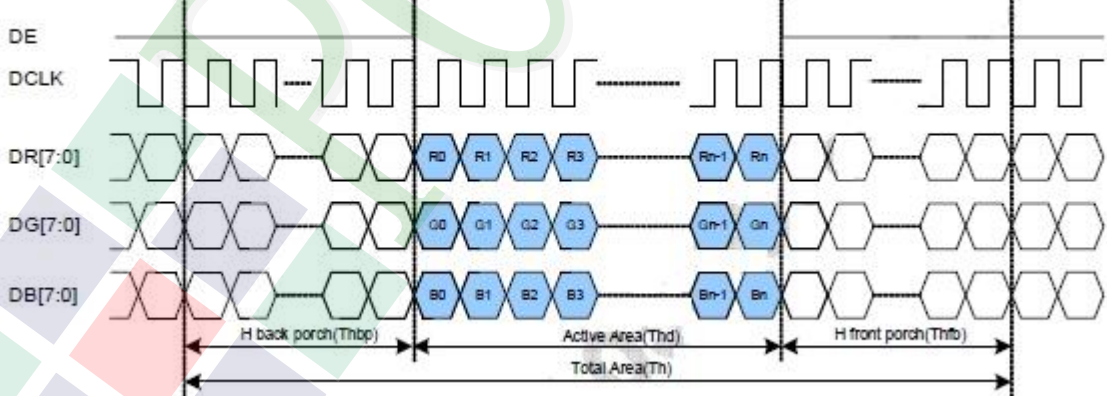 DE
DCLK
DR[7:0] R0 R1 R2 R3 Rn-1 Rn
DG[7:0] G0 G1 G2 G3 Gn-1 Gn
DB[7:0] B0 B1 B2 B3 Bn-1 Bn
H back porch(Thbp) Active Area(Thd) H front porch(Thfb)
Total Area(Th)